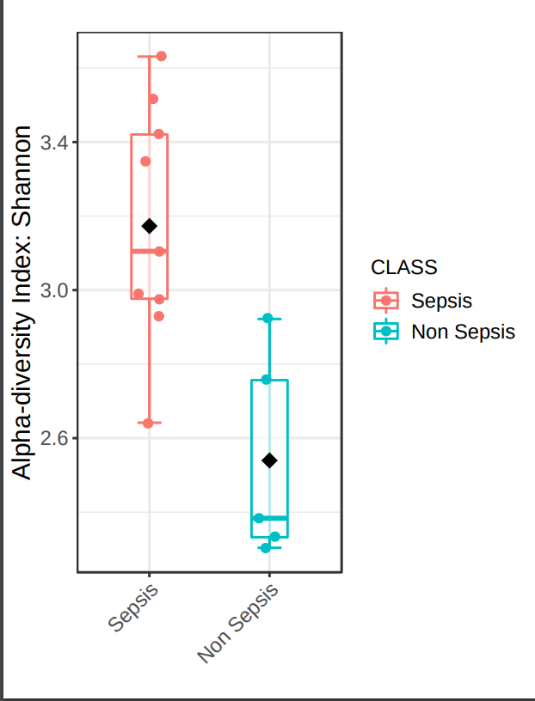 Alpha-diversity Index: Shannon
3.4
3.0
2.6
Sepsis
Non Sepsis
CLASS
Sepsis
Non Sepsis